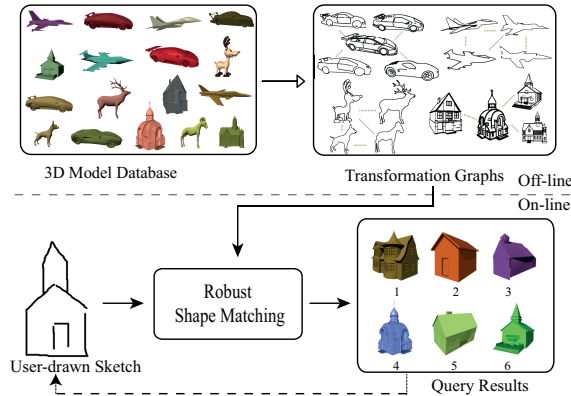 3D Model Database
Transformation Graphs
Off-line
On-line
Robust
Shape Matching
1
2
3
4
5
6
User-drawn Sketch
Query Results